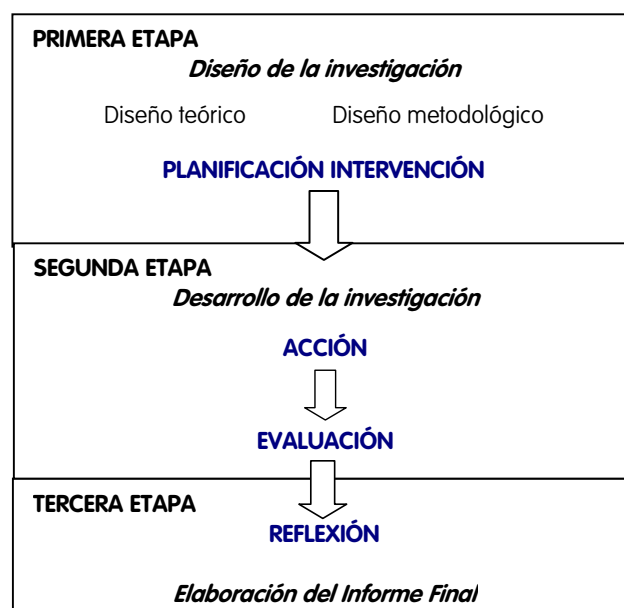 PRIMERA ETAPA
Diseño de la investigación
Diseño teórico Diseño metodológico
PLANIFICACIÓN INTERVENCIÓN
SEGUNDA ETAPA
Desarrollo de la investigación
ACCIÓN
EVALUACIÓN
TERCERA ETAPA
REFLEXIÓN
Elaboración del Informe Final